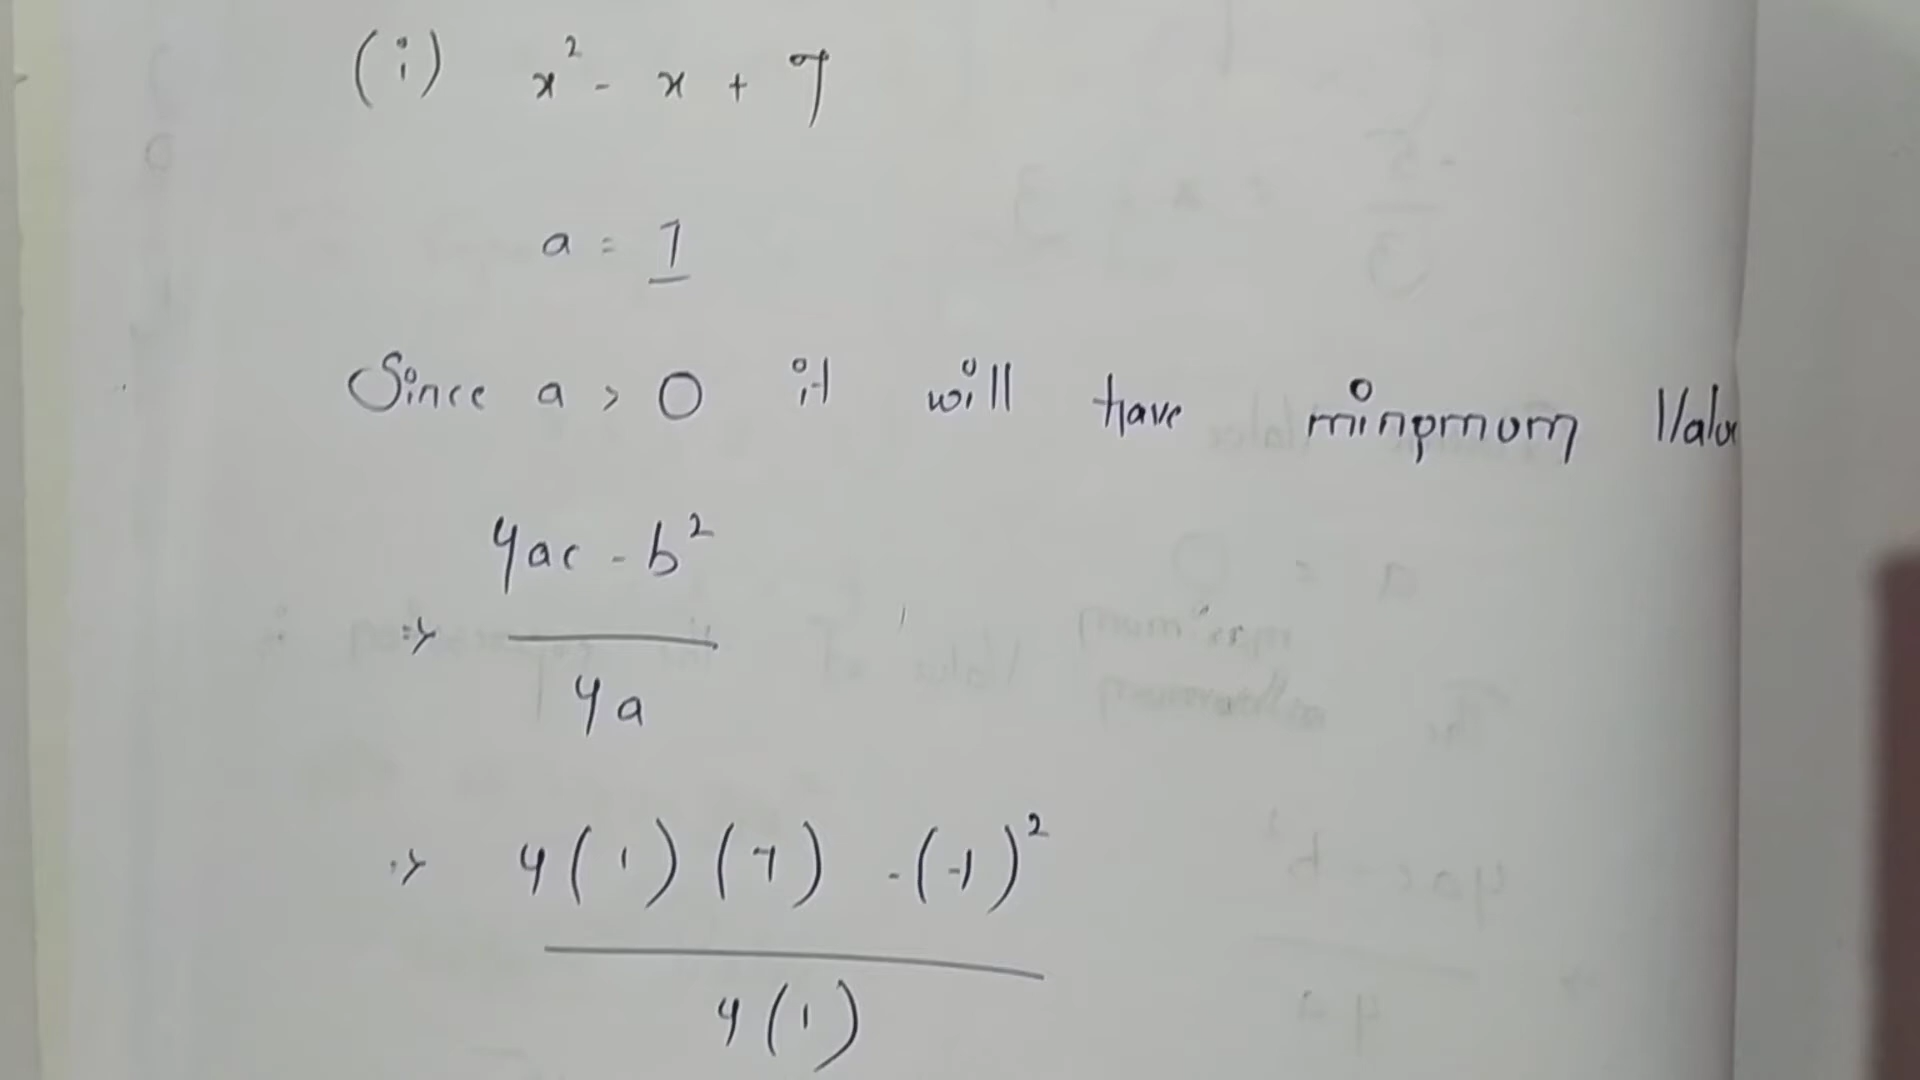 (i) x² - x + 7
a = 1
Since a > 0 it will have minimum Value
4ac - b²
⇒ ―――
4a
⇒ 4(1)(7) - (-1)²
―――
4(1)